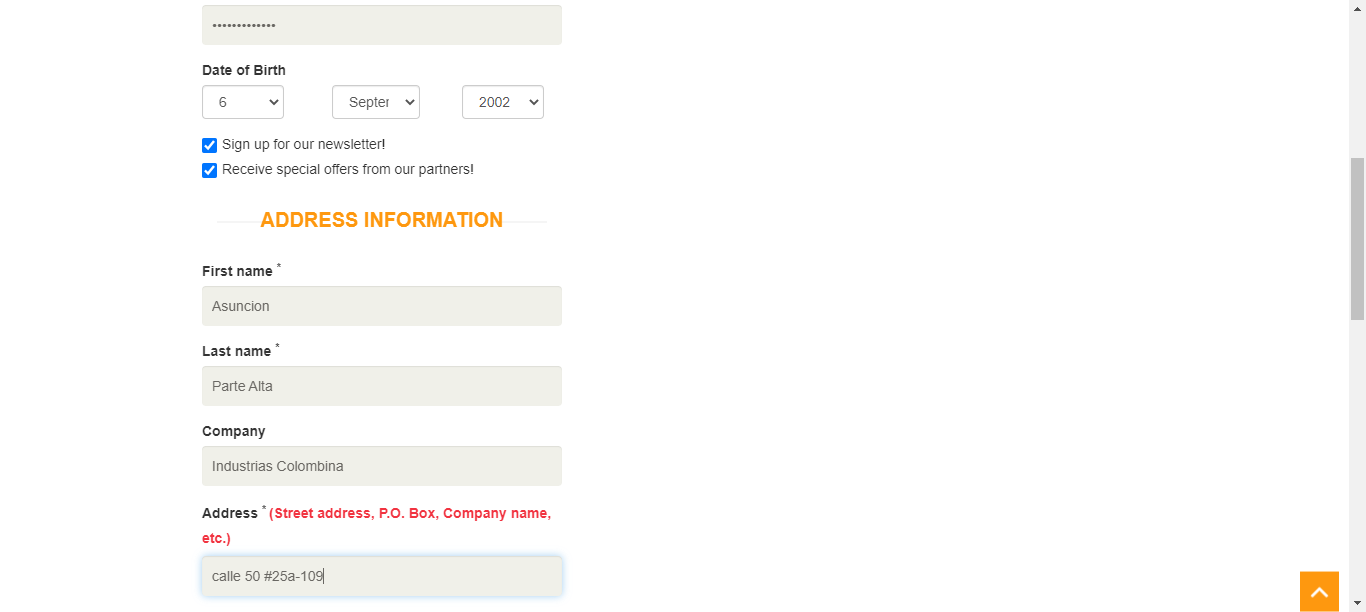 •••••••••••••
Date of Birth
6 Septer 2002
Sign up for our newsletter!
Receive special offers from our partners!
ADDRESS INFORMATION
First name *
Asuncion
Last name *
Parte Alta
Company
Industrias Colombina
Address * (Street address, P.O. Box, Company name,
etc.)
calle 50 #25a-109